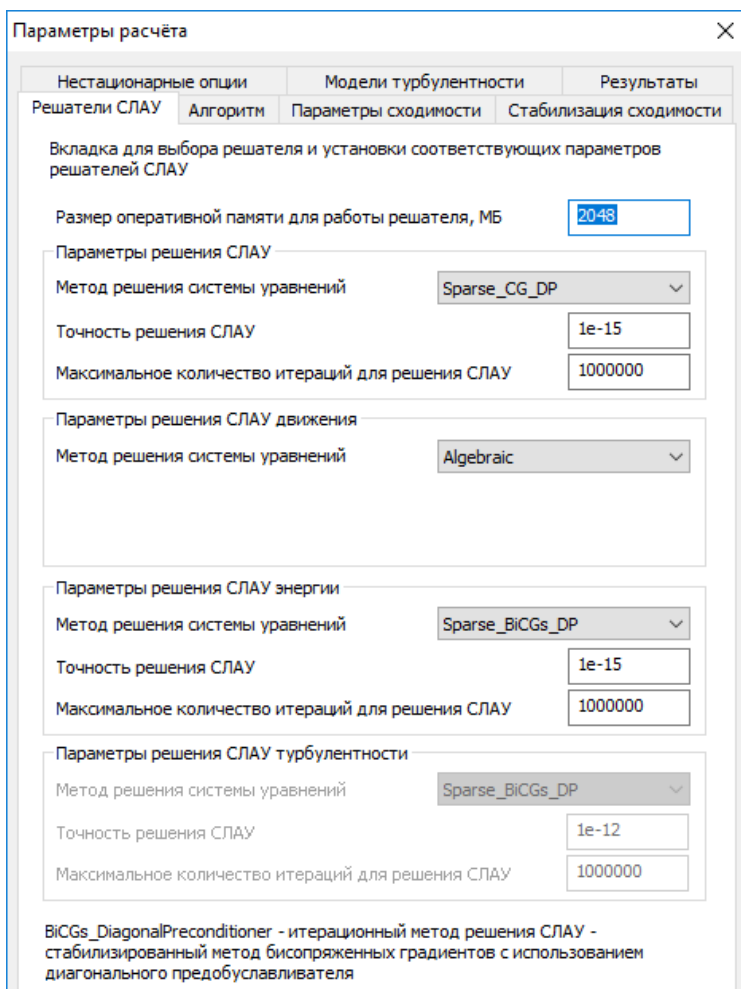 Параметры расчёта
Нестационарные опции
Модели турбулентности
Результаты
Решатели СЛАУ
Алгоритм
Параметры сходимости
Стабилизация сходимости
Вкладка для выбора решателя и установки соответствующих параметров
решателей СЛАУ
Размер оперативной памяти для работы решателя, МБ 2048
Параметры решения СЛАУ
Метод решения системы уравнений Sparse_CG_DP
Точность решения СЛАУ 1e-15
Максимальное количество итераций для решения СЛАУ 1000000
Параметры решения СЛАУ движения
Метод решения системы уравнений Algebraic
Параметры решения СЛАУ энергии
Метод решения системы уравнений Sparse_BiCGs_DP
Точность решения СЛАУ 1e-15
Максимальное количество итераций для решения СЛАУ 1000000
Параметры решения СЛАУ турбулентности
Метод решения системы уравнений Sparse_BiCGs_DP
Точность решения СЛАУ 1e-12
Максимальное количество итераций для решения СЛАУ 1000000
BiCGs_DiagonalPreconditioner - итерационный метод решения СЛАУ -
стабилизированный метод бисопряженных градиентов с использованием
диагонального предобуславливателя